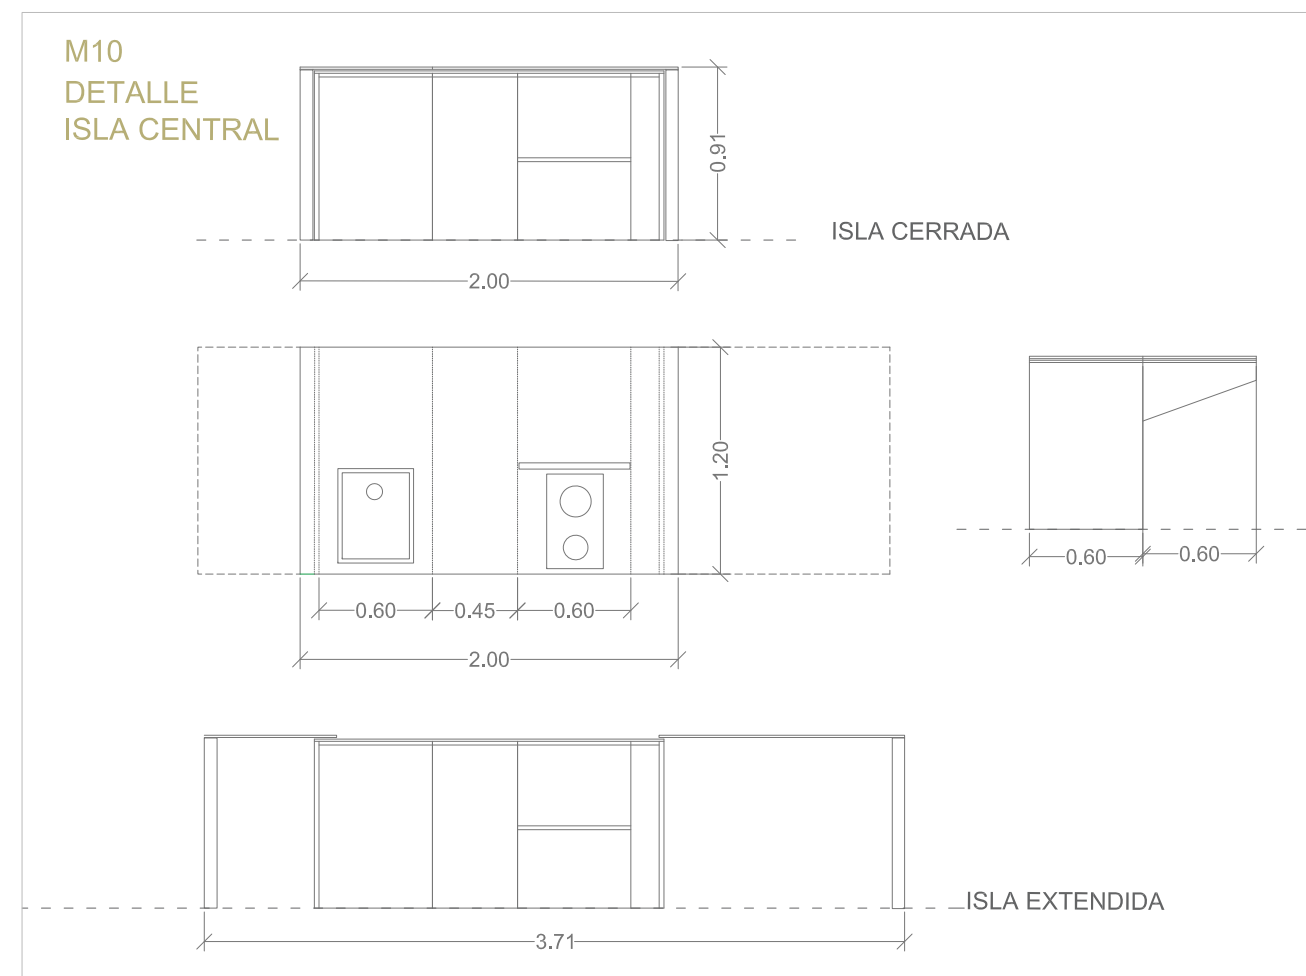 M10
DETALLE
ISLA CENTRAL
0.91
ISLA CERRADA
2.00
1.20
0.60
0.60
0.60
0.45
0.60
2.00
ISLA EXTENDIDA
3.71